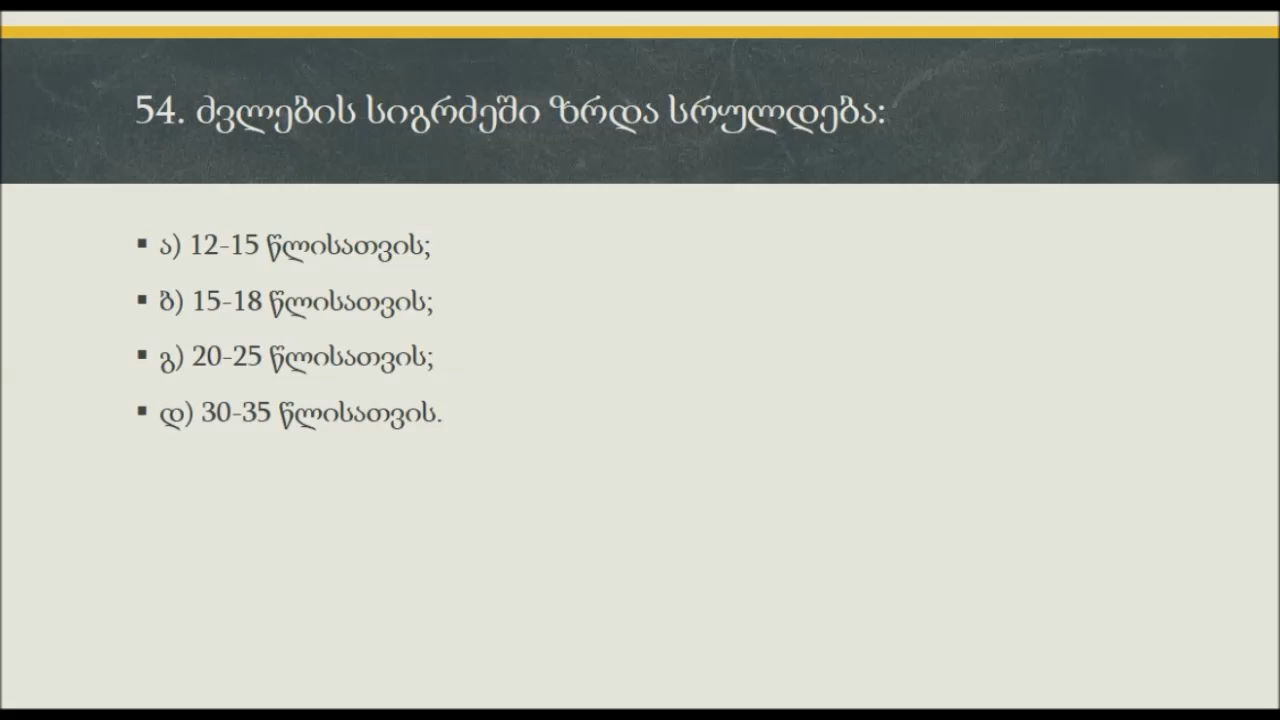 54. ძვლების სიგრძეში ზრდა სრულდება:
▪ ა) 12-15 წლისათვის;
▪ ბ) 15-18 წლისათვის;
▪ გ) 20-25 წლისათვის;
▪ დ) 30-35 წლისათვის.